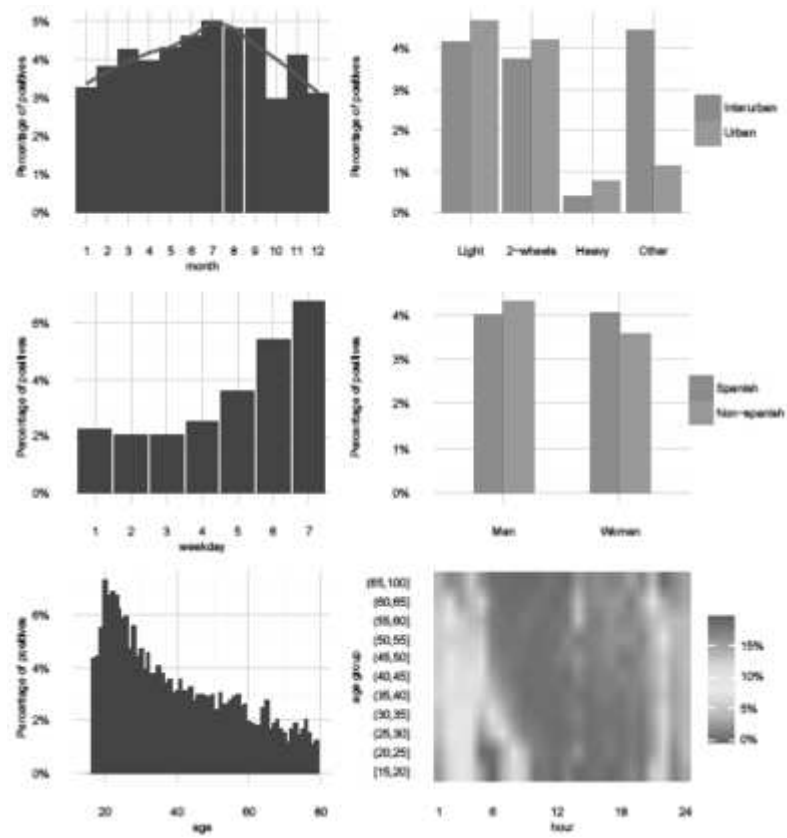 Percentage of positives
5%
4%
3%
2%
1%
0%
1 2 3 4 5 6 7 8 9 10 11 12
month
Percentage of positives
4%
3%
2%
1%
0%
Light 2-wheels Heavy Other
Interurban
Urban
Percentage of positives
6%
4%
2%
0%
1 2 3 4 5 6 7
weekday
Percentage of positives
4%
3%
2%
1%
0%
Man Women
Spanish
Non-spanish
Percentage of positives
6%
4%
2%
0%
20 40 60 80
age
age group
(65,100]
(60,65]
(55,60]
(50,55]
(45,50]
(40,45]
(35,40]
(30,35]
(25,30]
(20,25]
[15,20]
1 6 12 18 24
hour
15%
10%
5%
0%